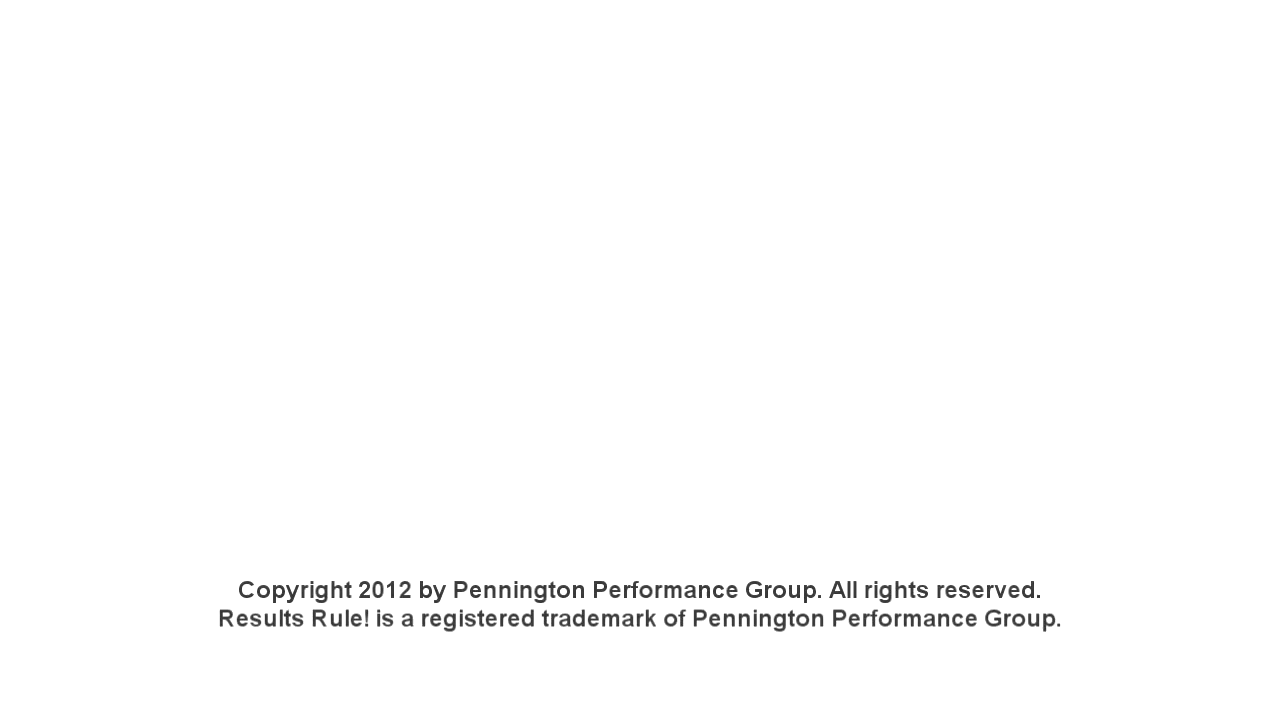 Copyright 2012 by Pennington Performance Group. All rights reserved.
Results Rule! is a registered trademark of Pennington Performance Group.